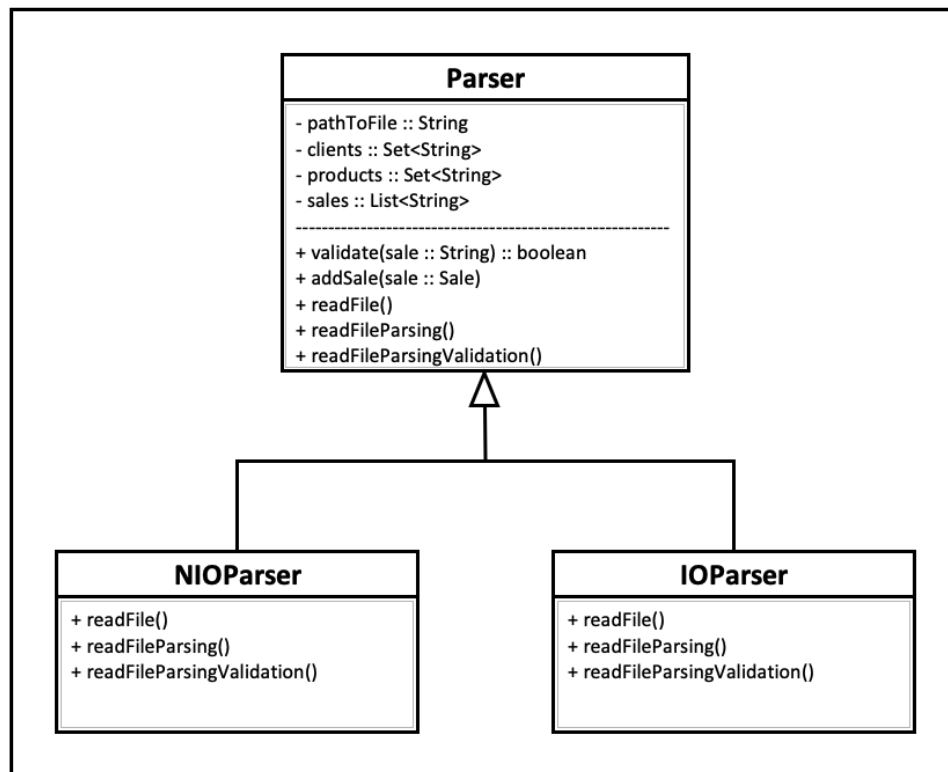 Parser
- pathToFile :: String
- clients :: Set<String>
- products :: Set<String>
- sales :: List<String>
---------------------------------------------------------
+ validate(sale :: String) :: boolean
+ addSale(sale :: Sale)
+ readFile()
+ readFileParsing()
+ readFileParsingValidation()
NIOParser
+ readFile()
+ readFileParsing()
+ readFileParsingValidation()
IOParser
+ readFile()
+ readFileParsing()
+ readFileParsingValidation()